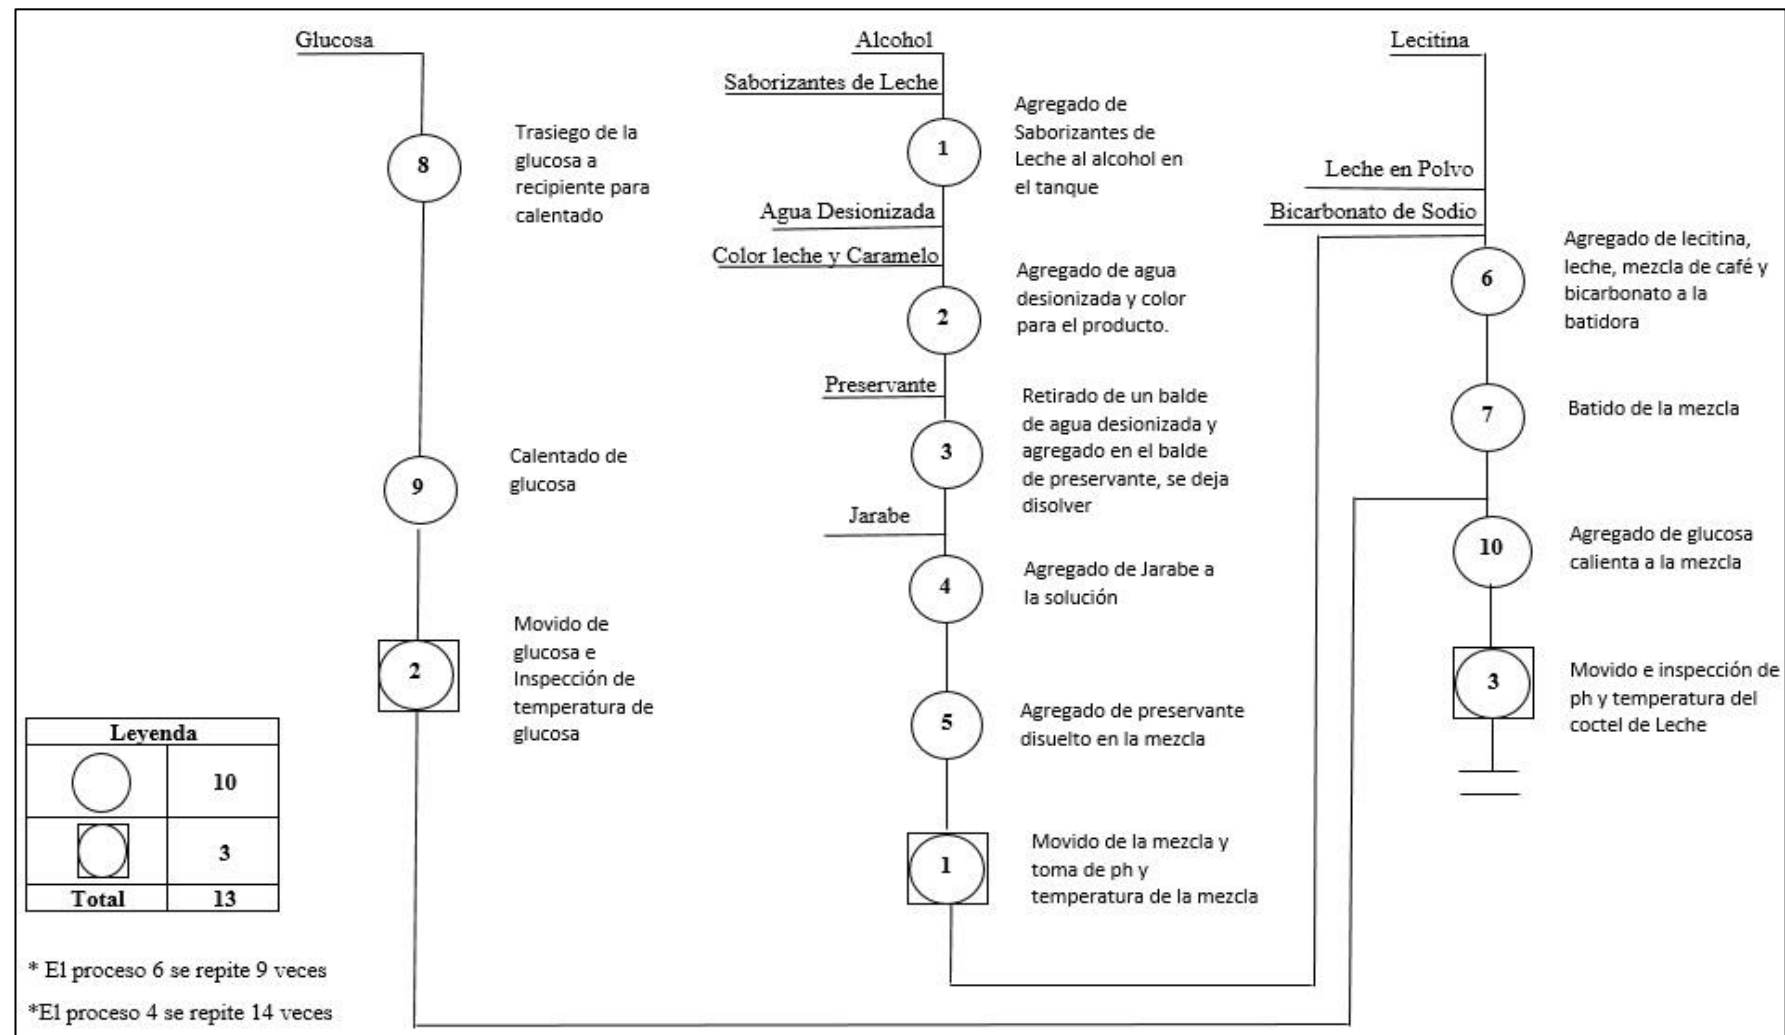 Glucosa
8
Trasiego de la
glucosa a
recipiente para
calentado
9
Calentado de
glucosa
2
Movido de
glucosa e
Inspección de
temperatura de
glucosa
Alcohol
Saborizantes de Leche
1
Agregado de
Saborizantes de
Leche al alcohol en
el tanque
Agua Desionizada
Color leche y Caramelo
2
Agregado de agua
desionizada y color
para el producto.
Preservante
3
Retirado de un balde
de agua desionizada y
agregado en el balde
de preservante, se deja
disolver
Jarabe
4
Agregado de Jarabe a
la solución
5
Agregado de preservante
disuelto en la mezcla
1
Movido de la mezcla y
toma de ph y
temperatura de la mezcla
Lecitina
Leche en Polvo
Bicarbonato de Sodio
6
Agregado de lecitina,
leche, mezcla de café y
bicarbonato a la
batidora
7
Batido de la mezcla
10
Agregado de glucosa
calienta a la mezcla
3
Movido e inspección de
ph y temperatura del
coctel de Leche
Leyenda
10
3
Total 13
* El proceso 6 se repite 9 veces
*El proceso 4 se repite 14 veces